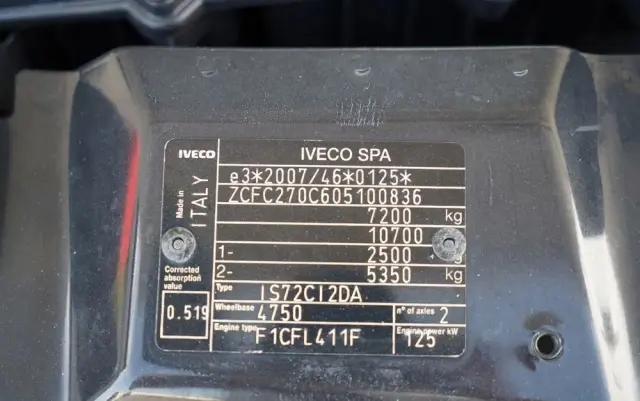 IVECO IVECO SPA
e3*2007/46*0125*
ZCFC270C605100836
Made in ITALY
7200 kg
10700
1- 2500
2- 5350 kg
Corrected absorption value
0.519
Type IS72CI2DA
Wheelbase 4750 n° of axles 2
Engine type F1CFL411F Engine power kW 125